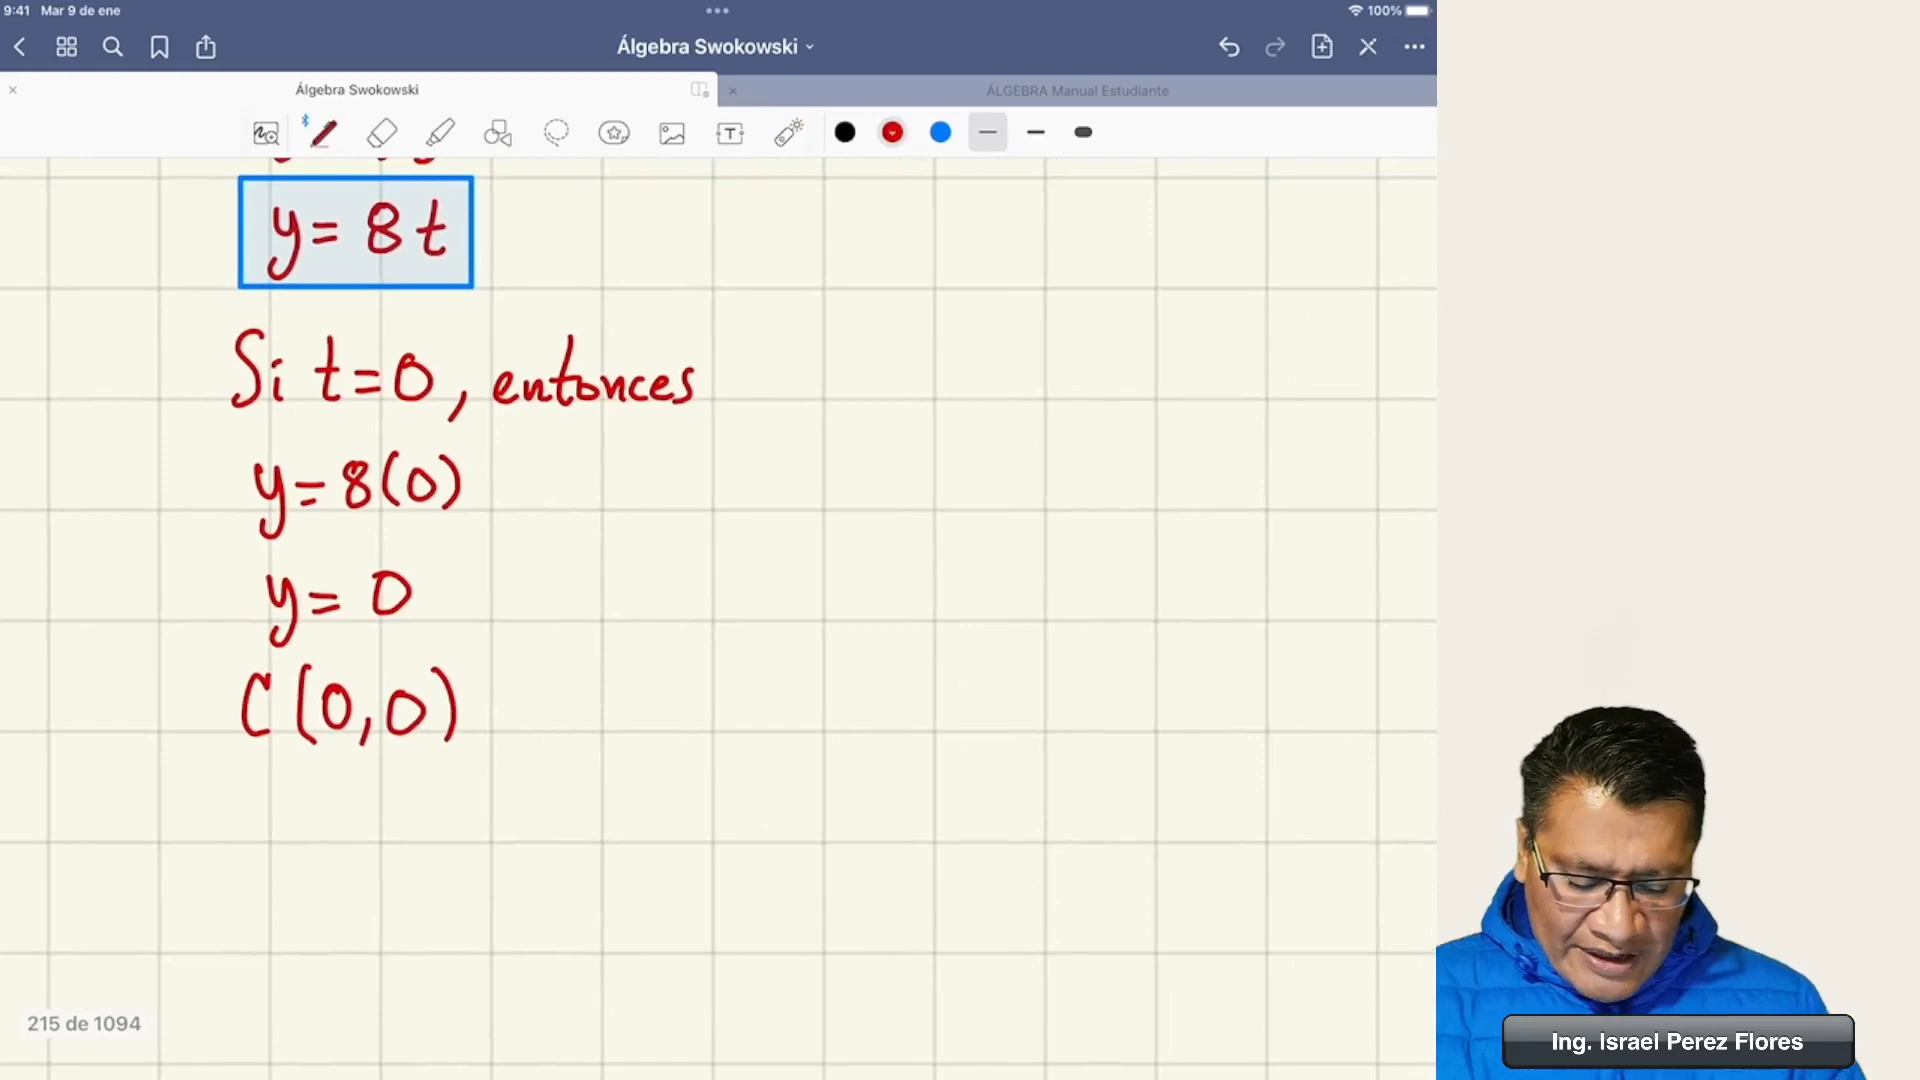 9:41 Mar 9 de ene
100%
Álgebra Swokowski
Álgebra Swokowski
ÁLGEBRA Manual Estudiante
T
y = 8t
Si t=0, entonces
y=8(0)
y= 0
C(0,0)
215 de 1094
Ing. Israel Perez Flores